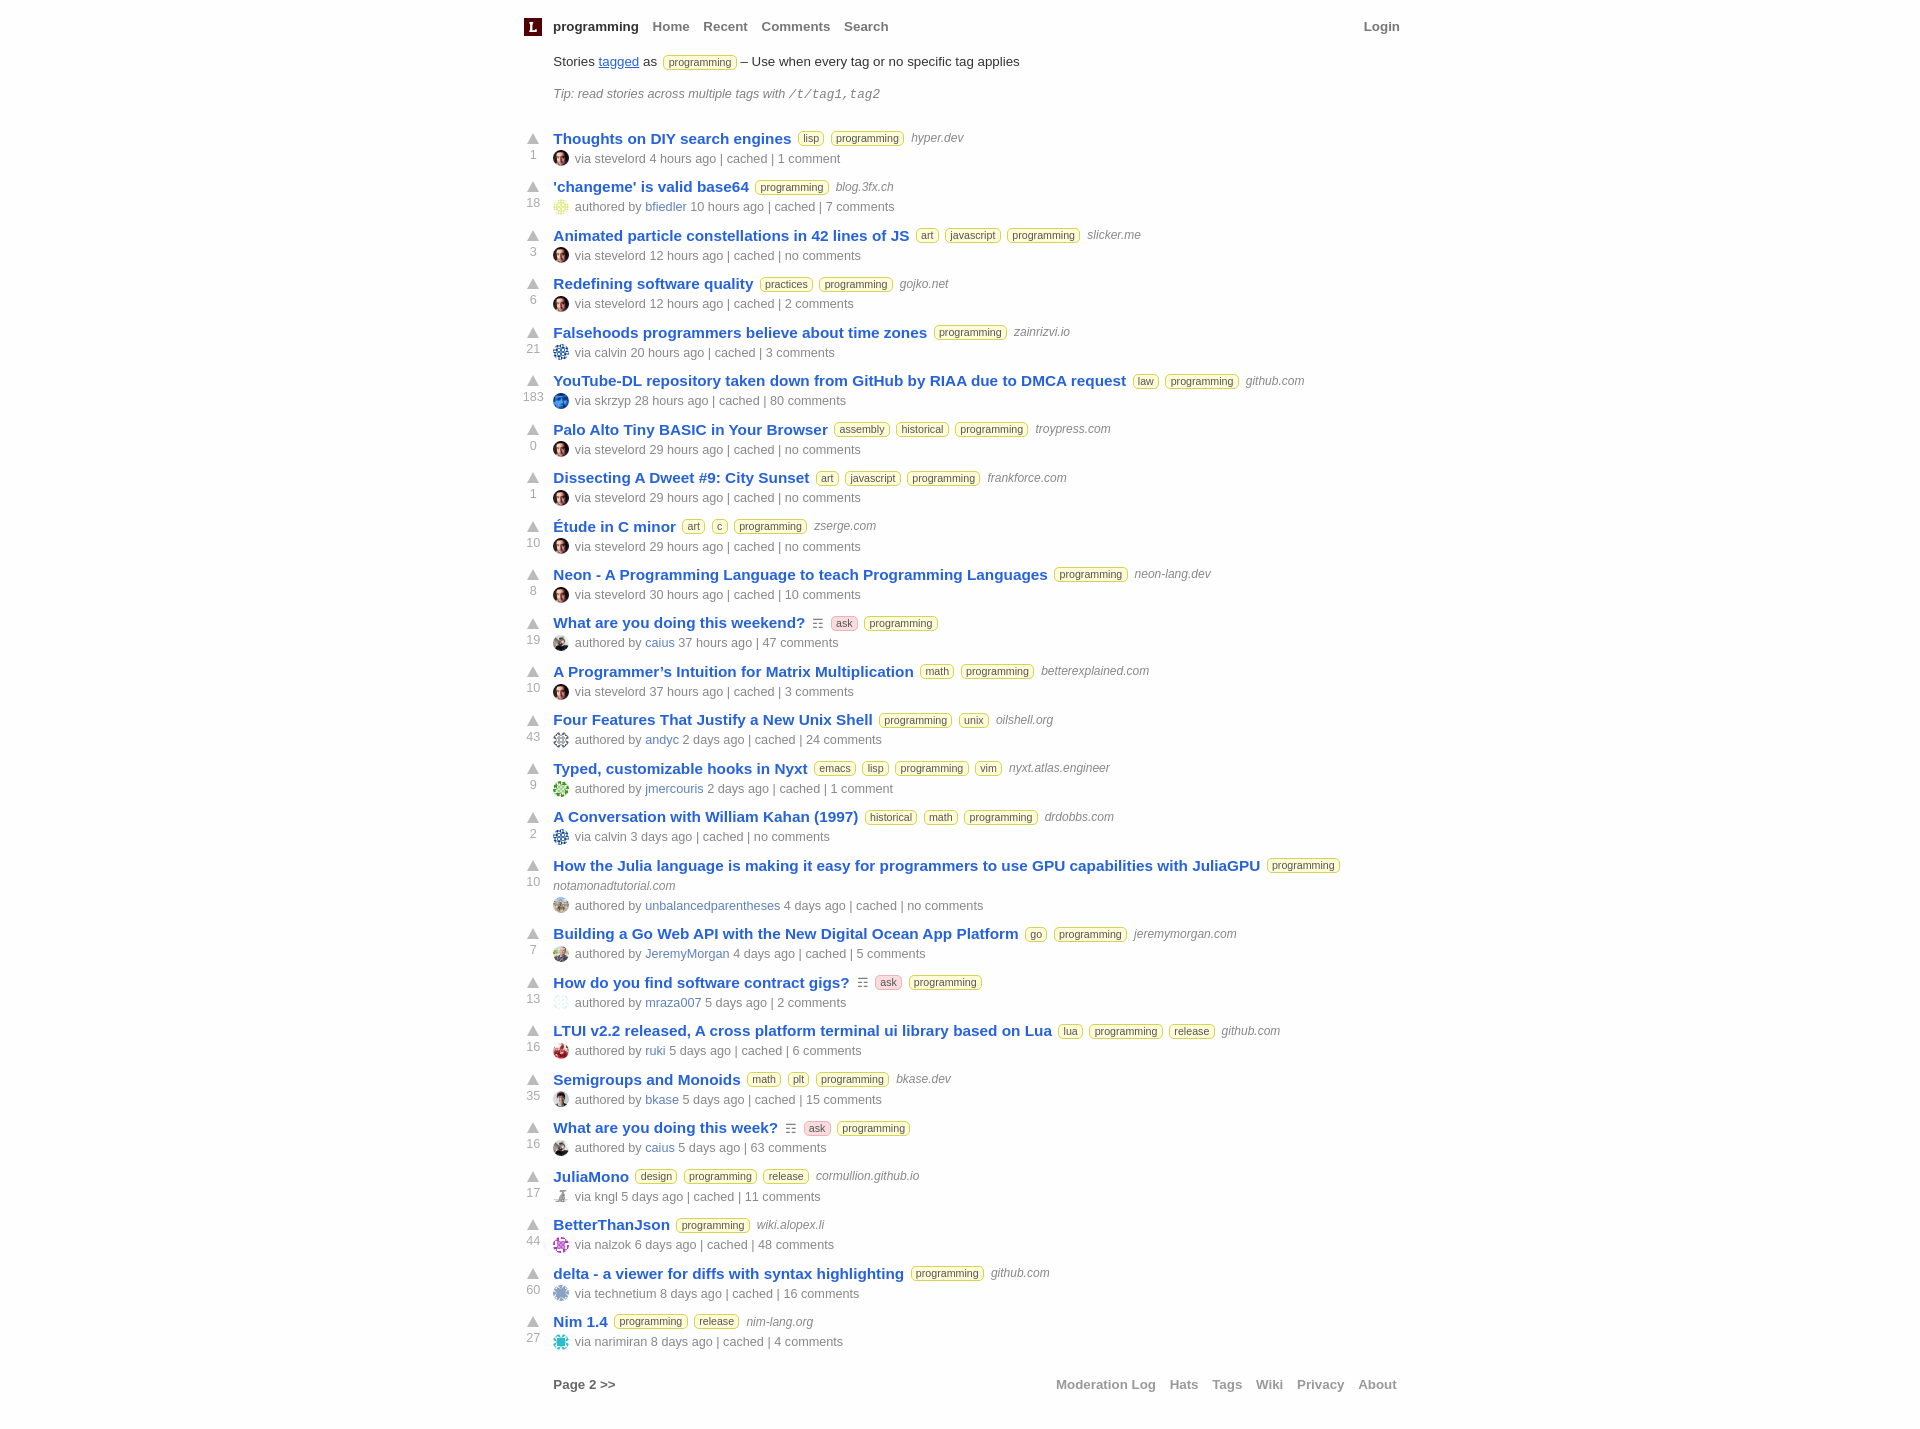 L programming Home Recent Comments Search Login
Stories tagged as programming – Use when every tag or no specific tag applies
Tip: read stories across multiple tags with /t/tag1,tag2
Thoughts on DIY search engines lisp programming hyper.dev
1 via stevelord 4 hours ago | cached | 1 comment
'changeme' is valid base64 programming blog.3fx.ch
18 authored by bfiedler 10 hours ago | cached | 7 comments
Animated particle constellations in 42 lines of JS art javascript programming slicker.me
3 via stevelord 12 hours ago | cached | no comments
Redefining software quality practices programming gojko.net
6 via stevelord 12 hours ago | cached | 2 comments
Falsehoods programmers believe about time zones programming zainrizvi.io
21 via calvin 20 hours ago | cached | 3 comments
YouTube-DL repository taken down from GitHub by RIAA due to DMCA request law programming github.com
183 via skrzyp 28 hours ago | cached | 80 comments
Palo Alto Tiny BASIC in Your Browser assembly historical programming troypress.com
0 via stevelord 29 hours ago | cached | no comments
Dissecting A Dweet #9: City Sunset art javascript programming frankforce.com
1 via stevelord 29 hours ago | cached | no comments
Étude in C minor art c programming zserge.com
10 via stevelord 29 hours ago | cached | no comments
Neon - A Programming Language to teach Programming Languages programming neon-lang.dev
8 via stevelord 30 hours ago | cached | 10 comments
What are you doing this weekend? ☶ ask programming
19 authored by caius 37 hours ago | 47 comments
A Programmer’s Intuition for Matrix Multiplication math programming betterexplained.com
10 via stevelord 37 hours ago | cached | 3 comments
Four Features That Justify a New Unix Shell programming unix oilshell.org
43 authored by andyc 2 days ago | cached | 24 comments
Typed, customizable hooks in Nyxt emacs lisp programming vim nyxt.atlas.engineer
9 authored by jmercouris 2 days ago | cached | 1 comment
A Conversation with William Kahan (1997) historical math programming drdobbs.com
2 via calvin 3 days ago | cached | no comments
How the Julia language is making it easy for programmers to use GPU capabilities with JuliaGPU programming
10 notamonadtutorial.com
authored by unbalancedparentheses 4 days ago | cached | no comments
Building a Go Web API with the New Digital Ocean App Platform go programming jeremymorgan.com
7 authored by JeremyMorgan 4 days ago | cached | 5 comments
How do you find software contract gigs? ☶ ask programming
13 authored by mraza007 5 days ago | 2 comments
LTUI v2.2 released, A cross platform terminal ui library based on Lua lua programming release github.com
16 authored by ruki 5 days ago | cached | 6 comments
Semigroups and Monoids math plt programming bkase.dev
35 authored by bkase 5 days ago | cached | 15 comments
What are you doing this week? ☶ ask programming
16 authored by caius 5 days ago | 63 comments
JuliaMono design programming release cormullion.github.io
17 via kngl 5 days ago | cached | 11 comments
BetterThanJson programming wiki.alopex.li
44 via nalzok 6 days ago | cached | 48 comments
delta - a viewer for diffs with syntax highlighting programming github.com
60 via technetium 8 days ago | cached | 16 comments
Nim 1.4 programming release nim-lang.org
27 via narimiran 8 days ago | cached | 4 comments
Page 2 >> Moderation Log Hats Tags Wiki Privacy About